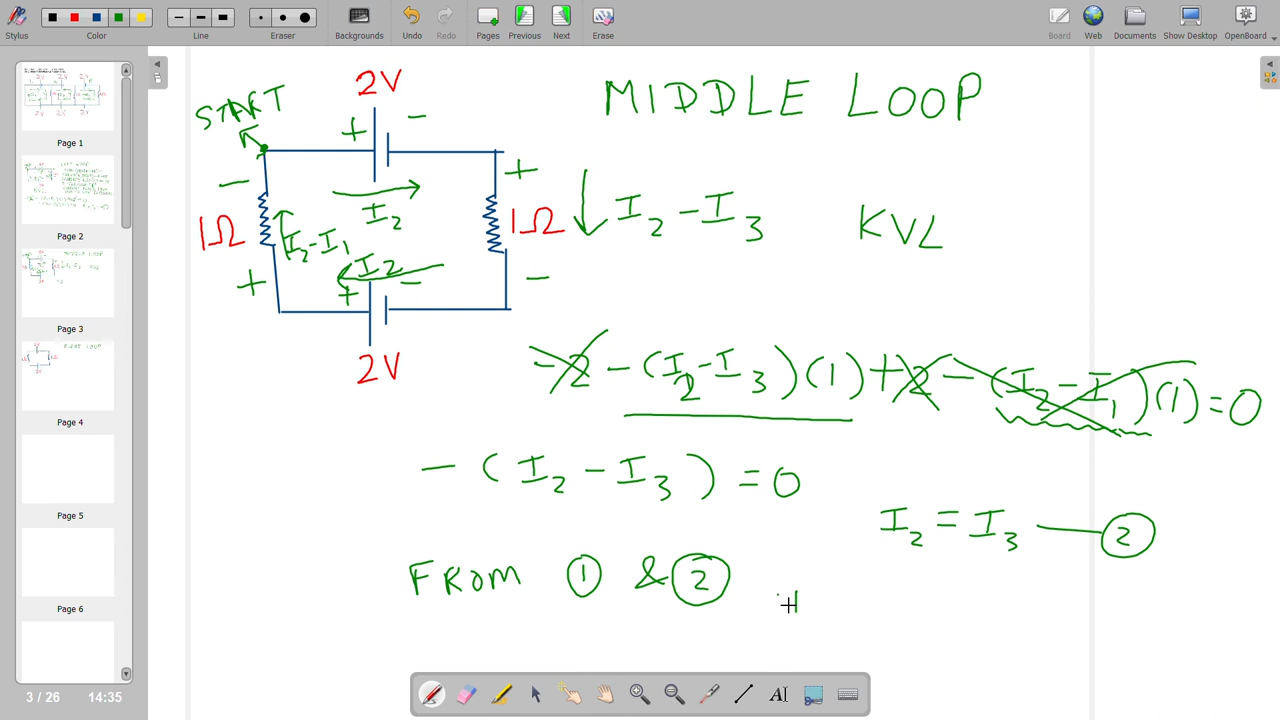 Stylus
Color
Line
Eraser
Backgrounds
Undo
Redo
Pages
Previous
Next
Erase
Board
Web
Documents
Show Desktop
OpenBoard
START
2V
+ -
MIDDLE LOOP
-
+
1Ω
I₂
I₂-I₁
1Ω
I₂ - I₃
KVL
+
I2
+ -
-
2V
-2 - (I₂-I₃)(1) + 2 - (I₂-I₁)(1) = 0
- (I₂ - I₃) = 0
I₂ = I₃ — 2
FROM 1 & 2
Page 1
Page 2
Page 3
Page 4
Page 5
Page 6
3 / 26
14:35